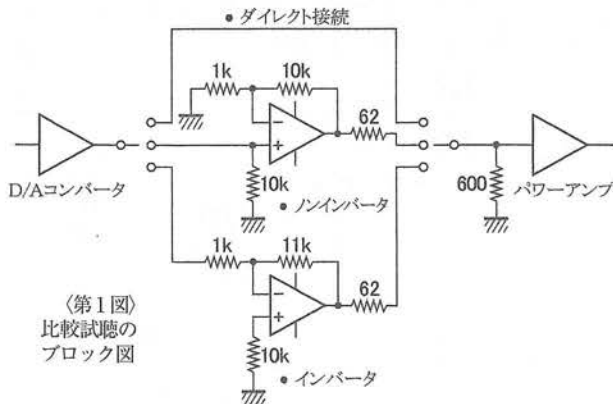 • ダイレクト接続
1k
10k
−
+
62
D/Aコンバータ
10k
• ノンインバータ
600
パワーアンプ
1k
11k
−
+
62
10k
• インバータ
〈第1図〉
比較試聴の
ブロック図